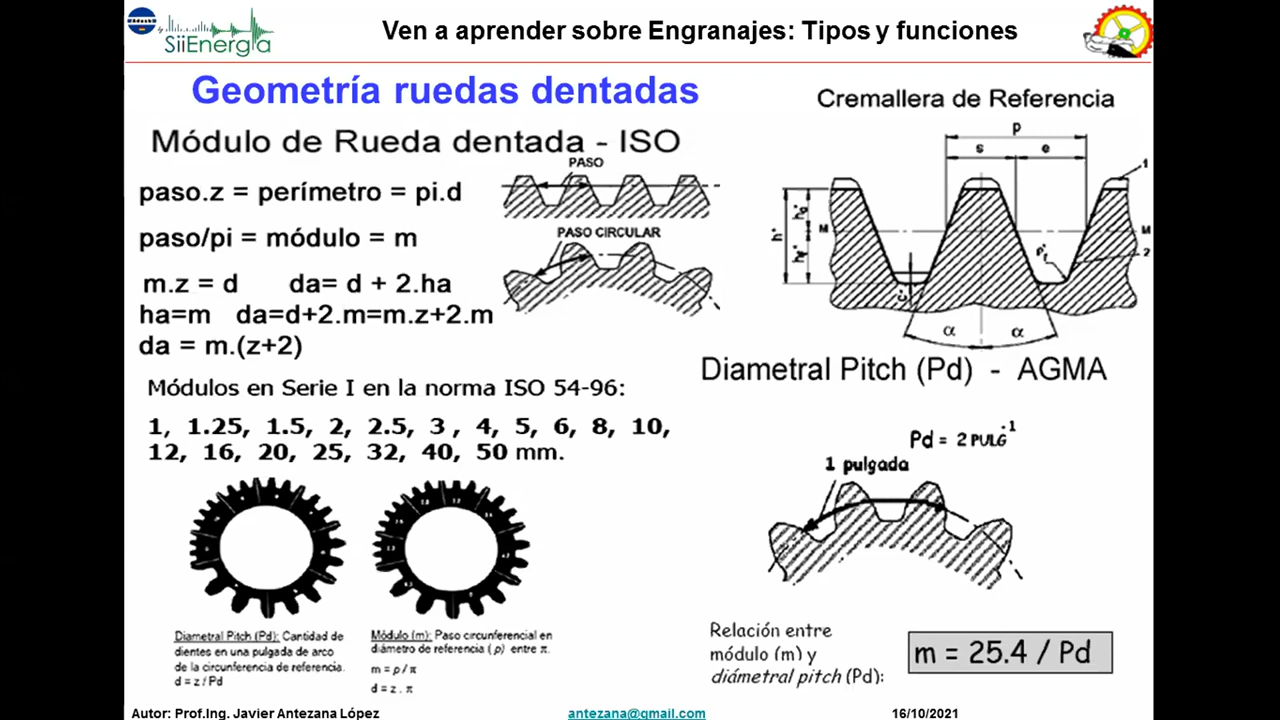 SiiEnergía
Ven a aprender sobre Engranajes: Tipos y funciones
Geometría ruedas dentadas
Módulo de Rueda dentada - ISO
paso.z = perímetro = pi.d
paso/pi = módulo = m
m.z = d da= d + 2.ha
ha=m da=d+2.m=m.z+2.m
da = m.(z+2)
PASO
PASO CIRCULAR
Módulos en Serie I en la norma ISO 54-96:
1, 1.25, 1.5, 2, 2.5, 3 , 4, 5, 6, 8, 10,
12, 16, 20, 25, 32, 40, 50 mm.
Diametral Pitch (Pd): Cantidad de
dientes en una pulgada de arco
de la circunferencia de referencia.
d = z / Pd
Módulo (m): Paso circunferencial en
diámetro de referencia ( p ) entre π.
m = p / π
d = z . π
Cremallera de Referencia
p
s e
1
M M
2
α α
Diametral Pitch (Pd) - AGMA
Pd = 2 PULG-1
1 pulgada
Relación entre
módulo (m) y
diámetral pitch (Pd):
m = 25.4 / Pd
Autor: Prof.Ing. Javier Antezana López
antezana@gmail.com
16/10/2021